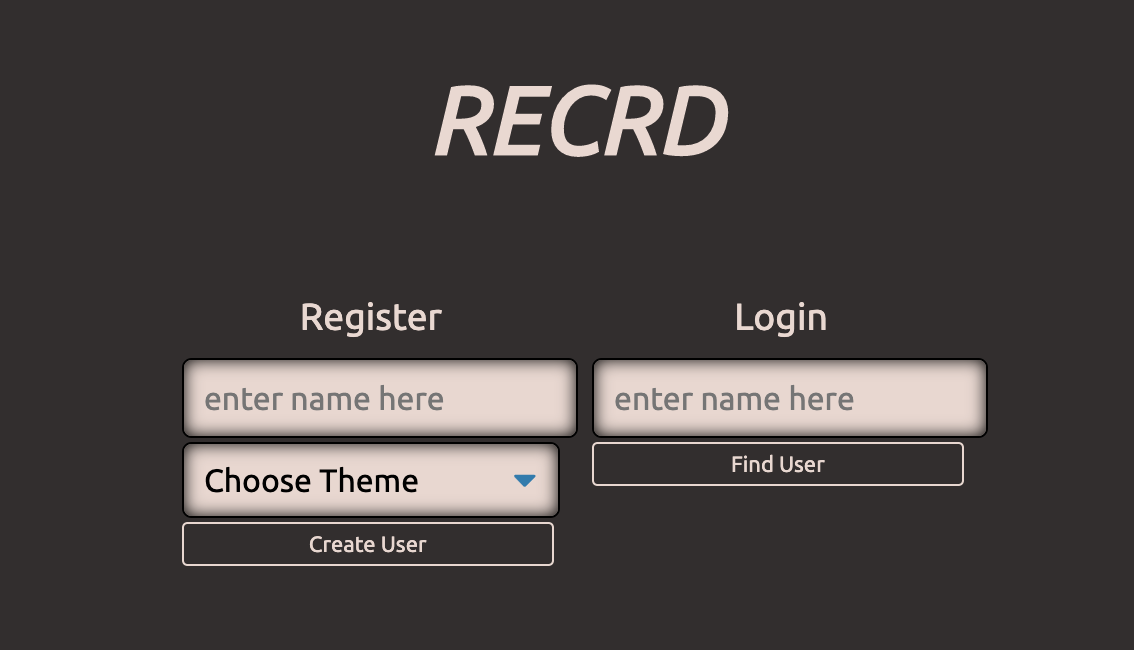 RECRD
Register
enter name here
Choose Theme
Create User
Login
enter name here
Find User